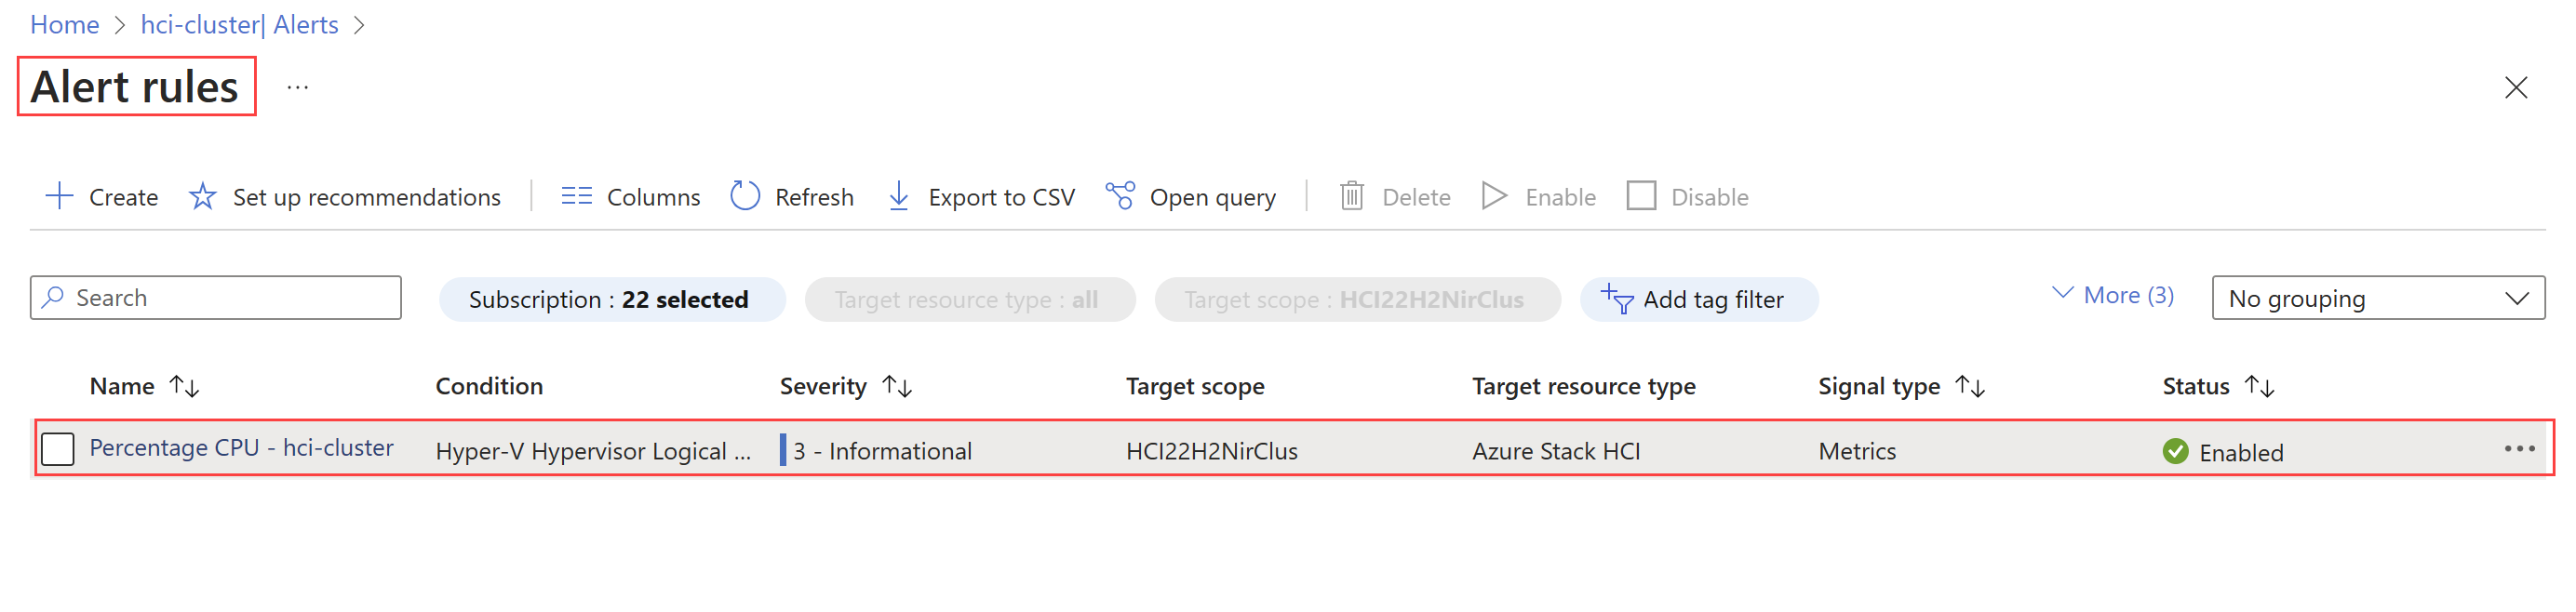 Home > hci-cluster| Alerts >
Alert rules ...
Create Set up recommendations Columns Refresh Export to CSV Open query Delete Enable Disable
Search Subscription : 22 selected Target resource type : all Target scope : HCI22H2NirClus Add tag filter More (3) No grouping
Name Condition Severity Target scope Target resource type Signal type Status
Percentage CPU - hci-cluster Hyper-V Hypervisor Logical ... 3 - Informational HCI22H2NirClus Azure Stack HCI Metrics Enabled ...